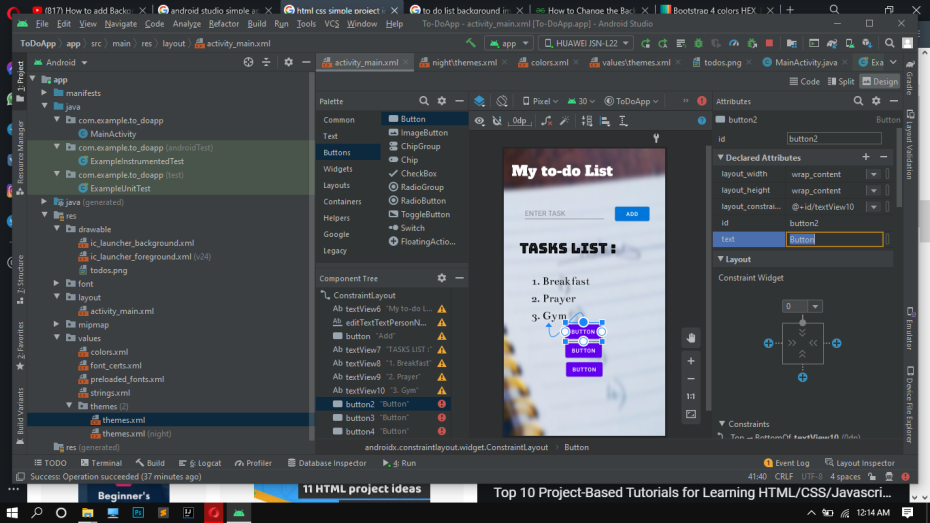 (817) How to add Backg
android studio simple a
html css simple project i
to do list background im
How to Change the Back
Bootstrap 4 colors HEX
File Edit View Navigate Code Analyze Refactor Build Run Tools VCS Window Help To-DoApp - activity_main.xml - Android Studio
ToDoApp app src main res layout activity_main.xml
app HUAWEI JSN-L22
Android
activity_main.xml night\themes.xml colors.xml values\themes.xml todos.png MainActivity.java Exa
Code Split Design
1: Project
Resource Manager
Z: Structure
2: Favorites
Build Variants
app
manifests
java
com.example.to_doapp
MainActivity
com.example.to_doapp (androidTest)
ExampleInstrumentedTest
com.example.to_doapp (test)
ExampleUnitTest
java (generated)
res
drawable
ic_launcher_background.xml
ic_launcher_foreground.xml (v24)
todos.png
font
layout
activity_main.xml
mipmap
values
colors.xml
font_certs.xml
preloaded_fonts.xml
strings.xml
themes (2)
themes.xml
themes.xml (night)
res (generated)
Palette
Common
Text
Buttons
Widgets
Layouts
Containers
Helpers
Google
Legacy
Button
ImageButton
ChipGroup
Chip
CheckBox
RadioGroup
RadioButton
ToggleButton
Switch
FloatingActio...
Component Tree
ConstraintLayout
Ab textView6 "My to-do l...
Ab editTextTextPersonN...
button "Add"
Ab textView7 "TASKS LIST :"
Ab textView8 "1. Breakfast"
Ab textView9 "2. Prayer"
Ab textView10 "3. Gym"
button2 "Button"
button3 "Button"
button4 "Button"
Pixel 30 ToDoApp
0dp
My to-do List
ENTER TASK ADD
TASKS LIST :
1. Breakfast
2. Prayer
3. Gym
BUTTON
BUTTON
BUTTON
1:1
Attributes
button2 Button
id button2
Declared Attributes
layout_width wrap_content
layout_height wrap_content
layout_constrai... @+id/textView10
id button2
text Button
Layout
Constraint Widget
0
Constraints
Top → BottomOf textView10 (0dp)
Gradle
Layout Validation
Emulator
Device File Explorer
androidx.constraintlayout.widget.ConstraintLayout Button
TODO Terminal Build 6: Logcat Profiler Database Inspector 4: Run 1 Event Log Layout Inspector
Success: Operation succeeded (37 minutes ago) 41:40 CRLF UTF-8 4 spaces
Beginner's
11 HTML project ideas
Top 10 Project-Based Tutorials for Learning HTML/CSS/Javascri...
12:14 AM